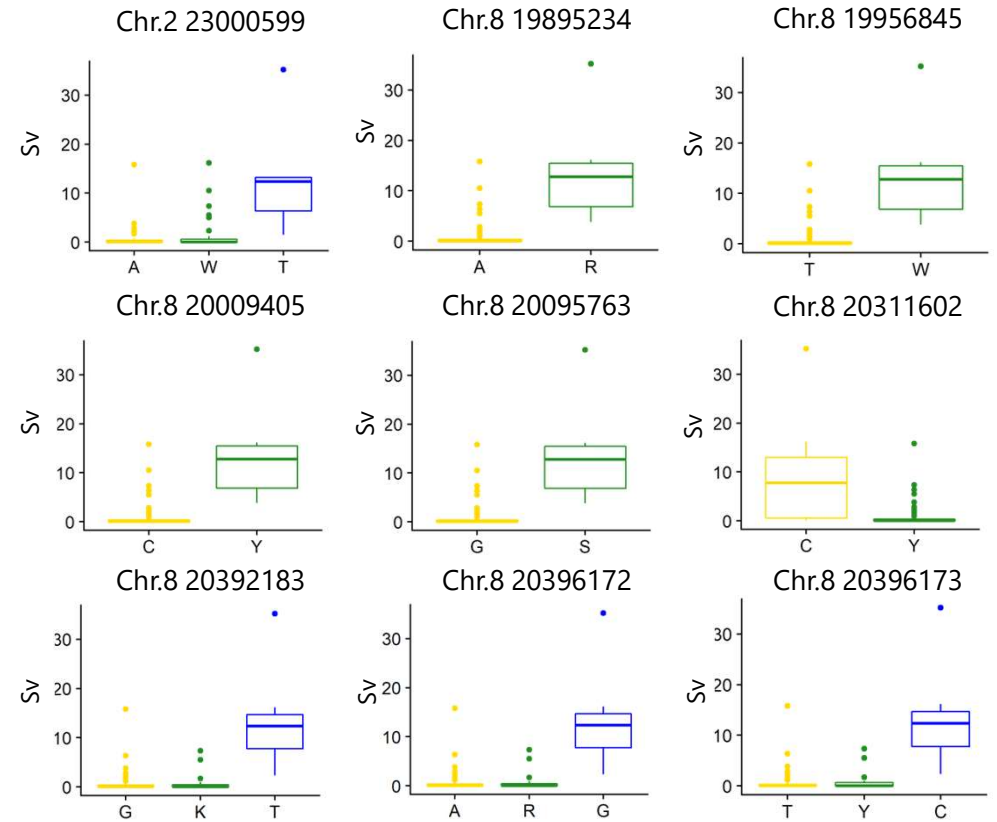 Chr.2 23000599
Chr.8 19895234
Chr.8 19956845
Sv
30
20
10
0
A W T
Sv
30
20
10
0
A R
Sv
30
20
10
0
T W
Chr.8 20009405
Chr.8 20095763
Chr.8 20311602
Sv
30
20
10
0
C Y
Sv
30
20
10
0
G S
Sv
30
20
10
0
C Y
Chr.8 20392183
Chr.8 20396172
Chr.8 20396173
Sv
30
20
10
0
G K T
Sv
30
20
10
0
A R G
Sv
30
20
10
0
T Y C